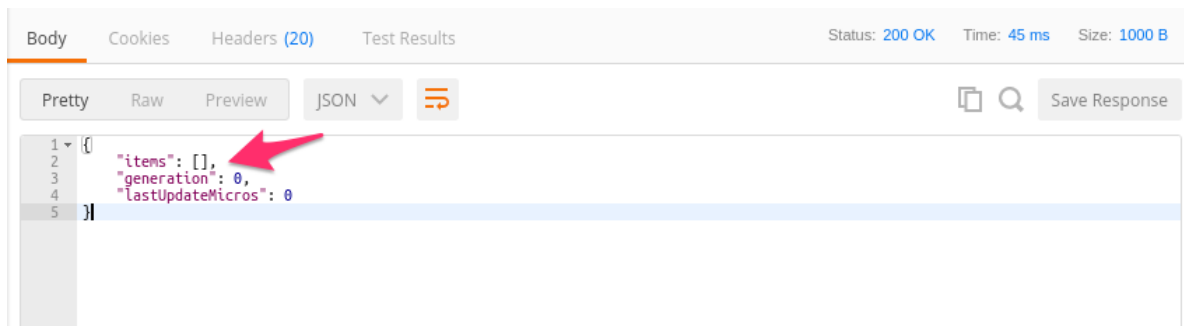 Body Cookies Headers (20) Test Results Status: 200 OK Time: 45 ms Size: 1000 B
Pretty Raw Preview JSON Save Response
1 {
2 "items": [],
3 "generation": 0,
4 "lastUpdateMicros": 0
5 }